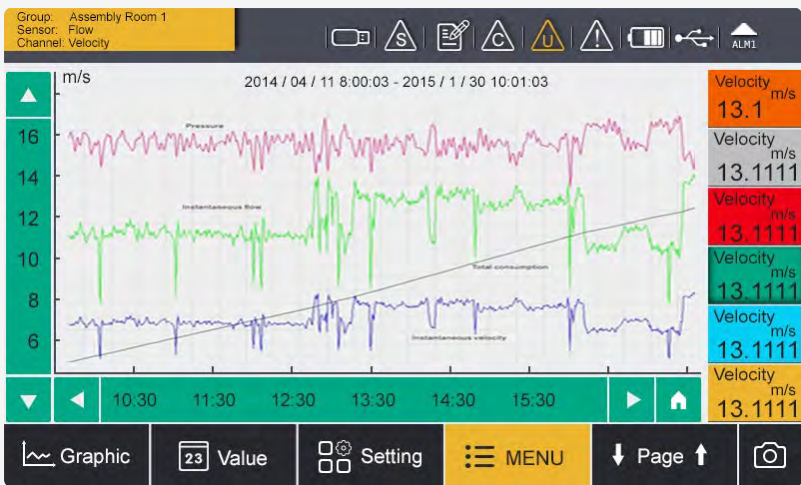 Group: Assembly Room 1
Sensor: Flow
Channel: Velocity
S
C
U
ALM1
m/s
2014 / 04 / 11 8:00:03 - 2015 / 1 / 30 10:01:03
16
14
12
10
8
6
Pressure
Instantaneous flow
Total consumption
Instantaneous velocity
10:30 11:30 12:30 13:30 14:30 15:30
Velocity
m/s
13.1
Velocity
m/s
13.1111
Velocity
m/s
13.1111
Velocity
m/s
13.1111
Velocity
m/s
13.1111
Velocity
m/s
13.1111
Graphic
23 Value
Setting
MENU
Page